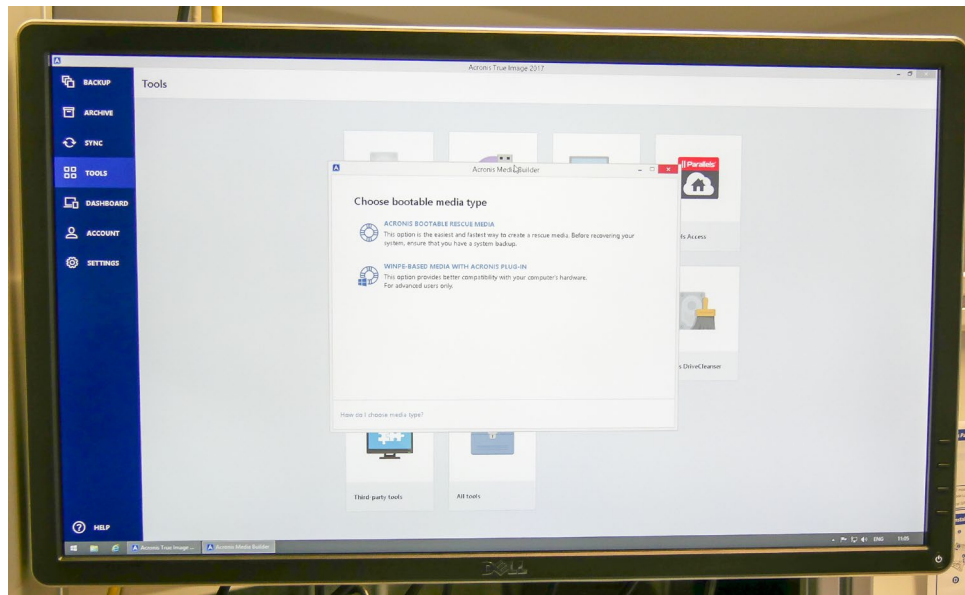 Acronis True Image 2017
BACKUP
Tools
ARCHIVE
SYNC
TOOLS
DASHBOARD
ACCOUNT
SETTINGS
HELP
Parallels
Access
DriveCleanser
Third-party tools
All tools
Acronis Media Builder
Choose bootable media type
ACRONIS BOOTABLE RESCUE MEDIA
This option is the easiest and fastest way to create a rescue media. Before recovering your
system, ensure that you have a system backup.
WINPE-BASED MEDIA WITH ACRONIS PLUG-IN
This option provides better compatibility with your computer's hardware.
For advanced users only.
How do I choose media type?
Acronis True Image ...
Acronis Media Builder
ENG
11:05
DELL